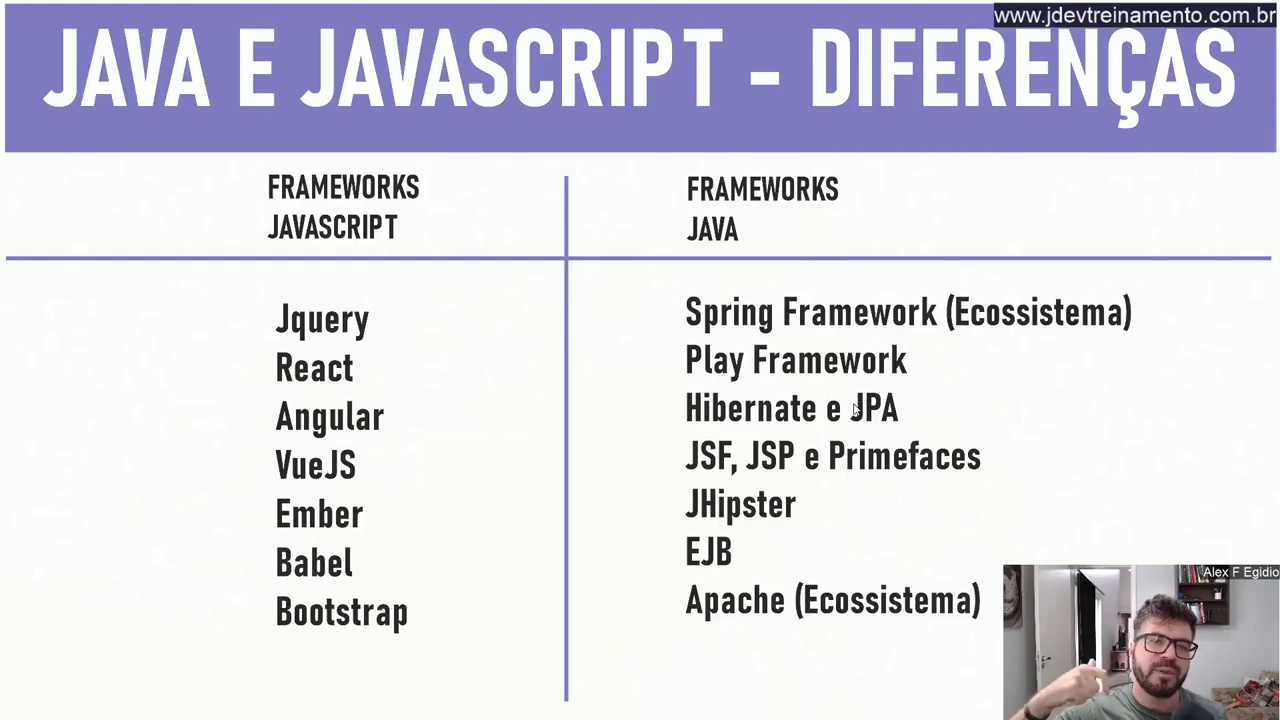 www.jdevtreinamento.com.br
JAVA E JAVASCRIPT - DIFERENÇAS
FRAMEWORKS
JAVASCRIPT
FRAMEWORKS
JAVA
Jquery
React
Angular
VueJS
Ember
Babel
Bootstrap
Spring Framework (Ecossistema)
Play Framework
Hibernate e JPA
JSF, JSP e Primefaces
JHipster
EJB
Apache (Ecossistema)
Alex F Egidio